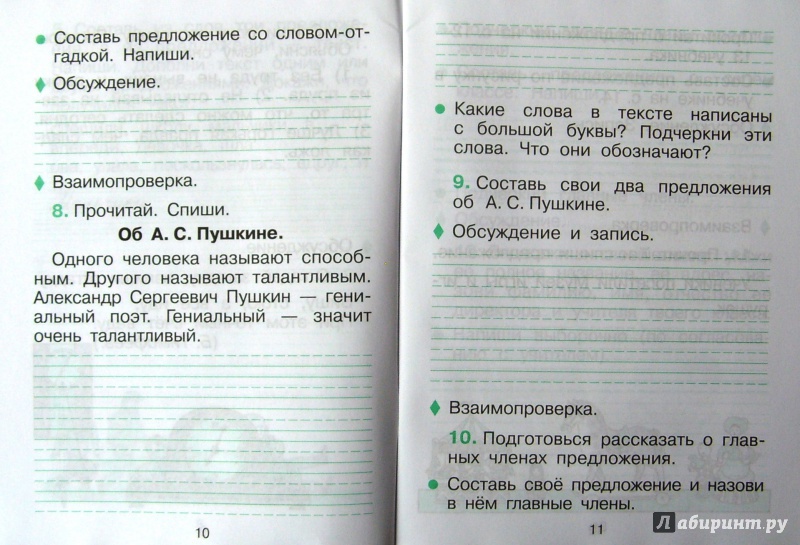 Составь предложение со словом-от-
гадкой. Напиши.
Обсуждение.
Взаимопроверка.
8. Прочитай. Спиши.
Об А. С. Пушкине.
Одного человека называют способ-
ным. Другого называют талантливым.
Александр Сергеевич Пушкин — гени-
альный поэт. Гениальный — значит
очень талантливый.
10
Какие слова в тексте написаны
с большой буквы? Подчеркни эти
слова. Что они обозначают?
9. Составь свои два предложения
об А. С. Пушкине.
Обсуждение и запись.
Взаимопроверка.
10. Подготовься рассказать о глав-
ных членах предложения.
Составь своё предложение и назови
в нём главные члены.
11
Лабиринт.ру